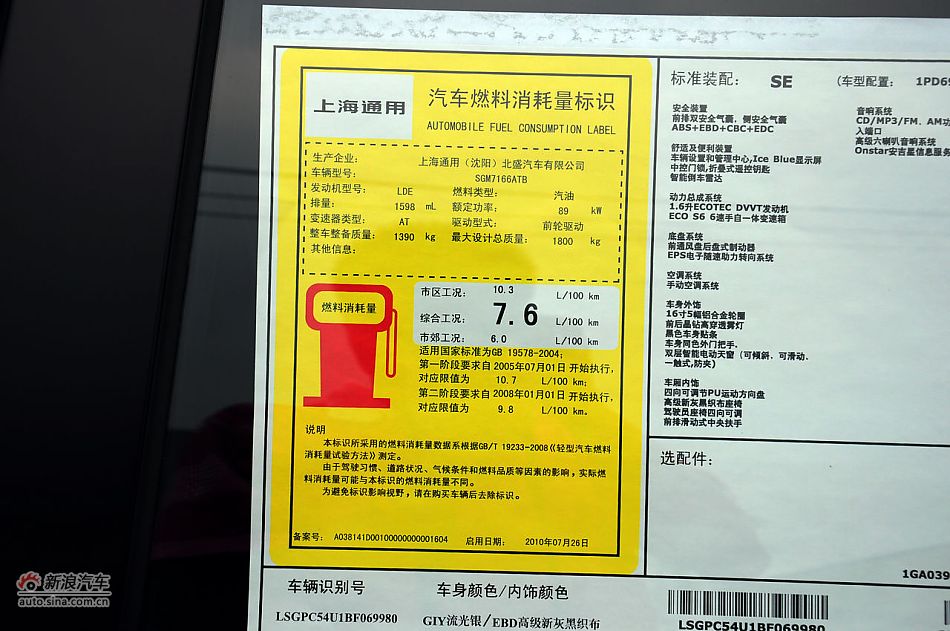 上海通用
汽车燃料消耗量标识
AUTOMOBILE FUEL CONSUMPTION LABEL
生产企业: 上海通用（沈阳）北盛汽车有限公司
车辆型号: SGM7166ATB
发动机型号: LDE 燃料类型: 汽油
排量: 1598 mL 额定功率: 89 kW
变速器类型: AT 驱动型式: 前轮驱动
整车整备质量: 1390 kg 最大设计总质量: 1800 kg
其他信息:
燃料消耗量
市区工况: 10.3 L/100 km
综合工况: 7.6 L/100 km
市郊工况: 6.0 L/100 km
适用国家标准为GB 19578-2004;
第一阶段要求自2005年07月01日开始执行,
对应限值为 10.7 L/100 km;
第二阶段要求自2008年01月01日开始执行,
对应限值为 9.8 L/100 km。
说明
本标识所采用的燃料消耗量数据系根据GB/T 19233-2008《轻型汽车燃料
消耗量试验方法》测定。
由于驾驶习惯、道路状况、气候条件和燃料品质等因素的影响，实际燃
料消耗量可能与本标识的燃料消耗量不同。
为避免标识影响视野，请在购买车辆后去除标识。
备案号: A038141D00100000000001604 启用日期: 2010年07月26日
标准装配: SE (车型配置: 1PD69
安全装置
前排双安全气囊，侧安全气囊
ABS+EBD+CBC+EDC
舒适及便利装置
车辆设置和管理中心,Ice Blue显示屏
中控门锁,折叠式遥控钥匙
智能倒车雷达
动力总成系统
1.6升ECOTEC DVVT发动机
ECO S6 6速手自一体变速箱
底盘系统
前通风盘后盘式制动器
EPS电子随速助力转向系统
空调系统
手动空调系统
车身外饰
16寸5幅铝合金轮圈
前后晶钻高穿透雾灯
黑色车身贴条
车身同色外门把手.
双层智能电动天窗（可倾斜．可滑动．
一触式,防夹）
车厢内饰
四向可调节PU运动方向盘
高级新灰黑织布座椅
驾驶员座椅四向可调
前排滑动式中央扶手
音响系统
CD/MP3/FM．AM功
入端口
高级六喇叭音响系统
Onstar安吉星信息服务
选配件:
1GA039
车辆识别号
LSGPC54U1BF069980
车身颜色/内饰颜色
GIY流光银/EBD高级新灰黑织布
LSGPC54U1BF069980
新浪汽车
auto.sina.com.cn